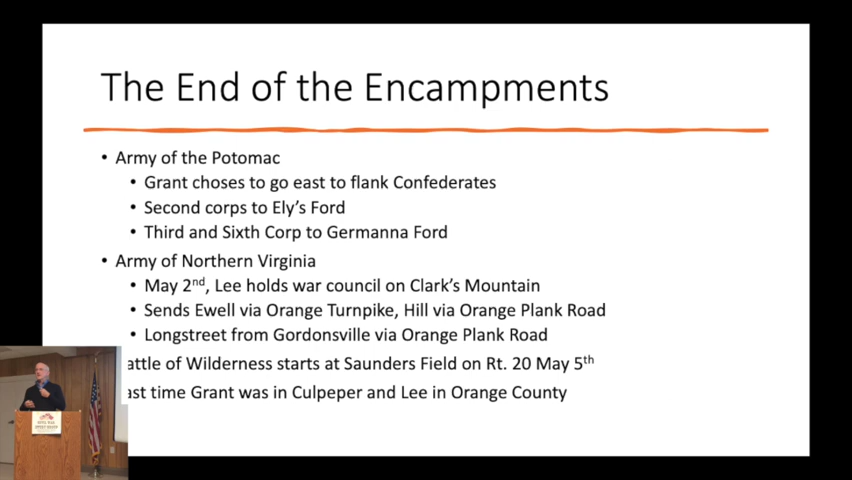 The End of the Encampments
• Army of the Potomac
• Grant choses to go east to flank Confederates
• Second corps to Ely's Ford
• Third and Sixth Corp to Germanna Ford
• Army of Northern Virginia
• May 2nd, Lee holds war council on Clark's Mountain
• Sends Ewell via Orange Turnpike, Hill via Orange Plank Road
• Longstreet from Gordonsville via Orange Plank Road
attle of Wilderness starts at Saunders Field on Rt. 20 May 5th
ast time Grant was in Culpeper and Lee in Orange County